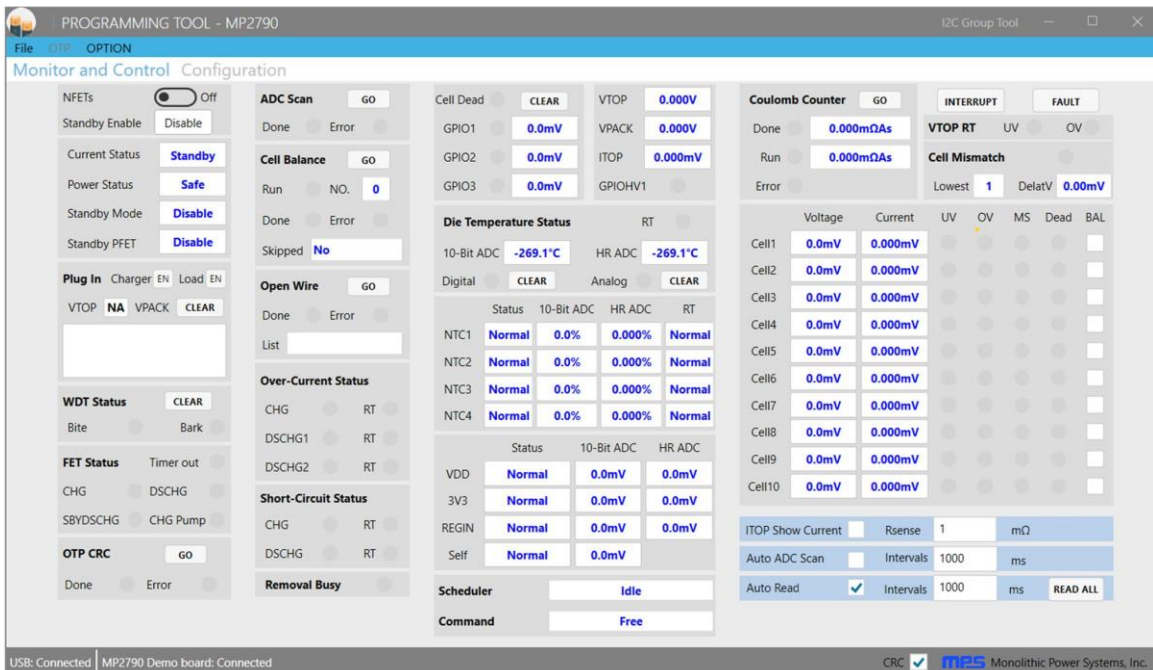 PROGRAMMING TOOL - MP2790
I2C Group Tool
File OTP OPTION
Monitor and Control Configuration
NFETs Off
Standby Enable Disable
Current Status Standby
Power Status Safe
Standby Mode Disable
Standby PFET Disable
Plug In Charger EN Load EN
VTOP NA VPACK CLEAR
WDT Status CLEAR
Bite Bark
FET Status Timer out
CHG DSCHG
SBYDSCHG CHG Pump
OTP CRC GO
Done Error
ADC Scan GO
Done Error
Cell Balance GO
Run NO. 0
Done Error
Skipped No
Open Wire GO
Done Error
List
Over-Current Status
CHG RT
DSCHG1 RT
DSCHG2 RT
Short-Circuit Status
CHG RT
DSCHG RT
Removal Busy
Cell Dead CLEAR
GPIO1 0.0mV
GPIO2 0.0mV
GPIO3 0.0mV
VTOP 0.000V
VPACK 0.000V
ITOP 0.000mV
GPIOHV1
Die Temperature Status RT
10-Bit ADC -269.1°C HR ADC -269.1°C
Digital CLEAR Analog CLEAR
Status 10-Bit ADC HR ADC RT
NTC1 Normal 0.0% 0.000% Normal
NTC2 Normal 0.0% 0.000% Normal
NTC3 Normal 0.0% 0.000% Normal
NTC4 Normal 0.0% 0.000% Normal
Status 10-Bit ADC HR ADC
VDD Normal 0.0mV 0.0mV
3V3 Normal 0.0mV 0.0mV
REGIN Normal 0.0mV 0.0mV
Self Normal 0.0mV
Scheduler Idle
Command Free
Coulomb Counter GO
Done 0.000mΩAs
Run 0.000mΩAs
Error
INTERRUPT FAULT
VTOP RT UV OV
Cell Mismatch
Lowest 1 DelatV 0.00mV
Voltage Current UV OV MS Dead BAL
Cell1 0.0mV 0.000mV
Cell2 0.0mV 0.000mV
Cell3 0.0mV 0.000mV
Cell4 0.0mV 0.000mV
Cell5 0.0mV 0.000mV
Cell6 0.0mV 0.000mV
Cell7 0.0mV 0.000mV
Cell8 0.0mV 0.000mV
Cell9 0.0mV 0.000mV
Cell10 0.0mV 0.000mV
ITOP Show Current Rsense 1 mΩ
Auto ADC Scan Intervals 1000 ms
Auto Read Intervals 1000 ms READ ALL
USB: Connected MP2790 Demo board: Connected
CRC mps Monolithic Power Systems, Inc.